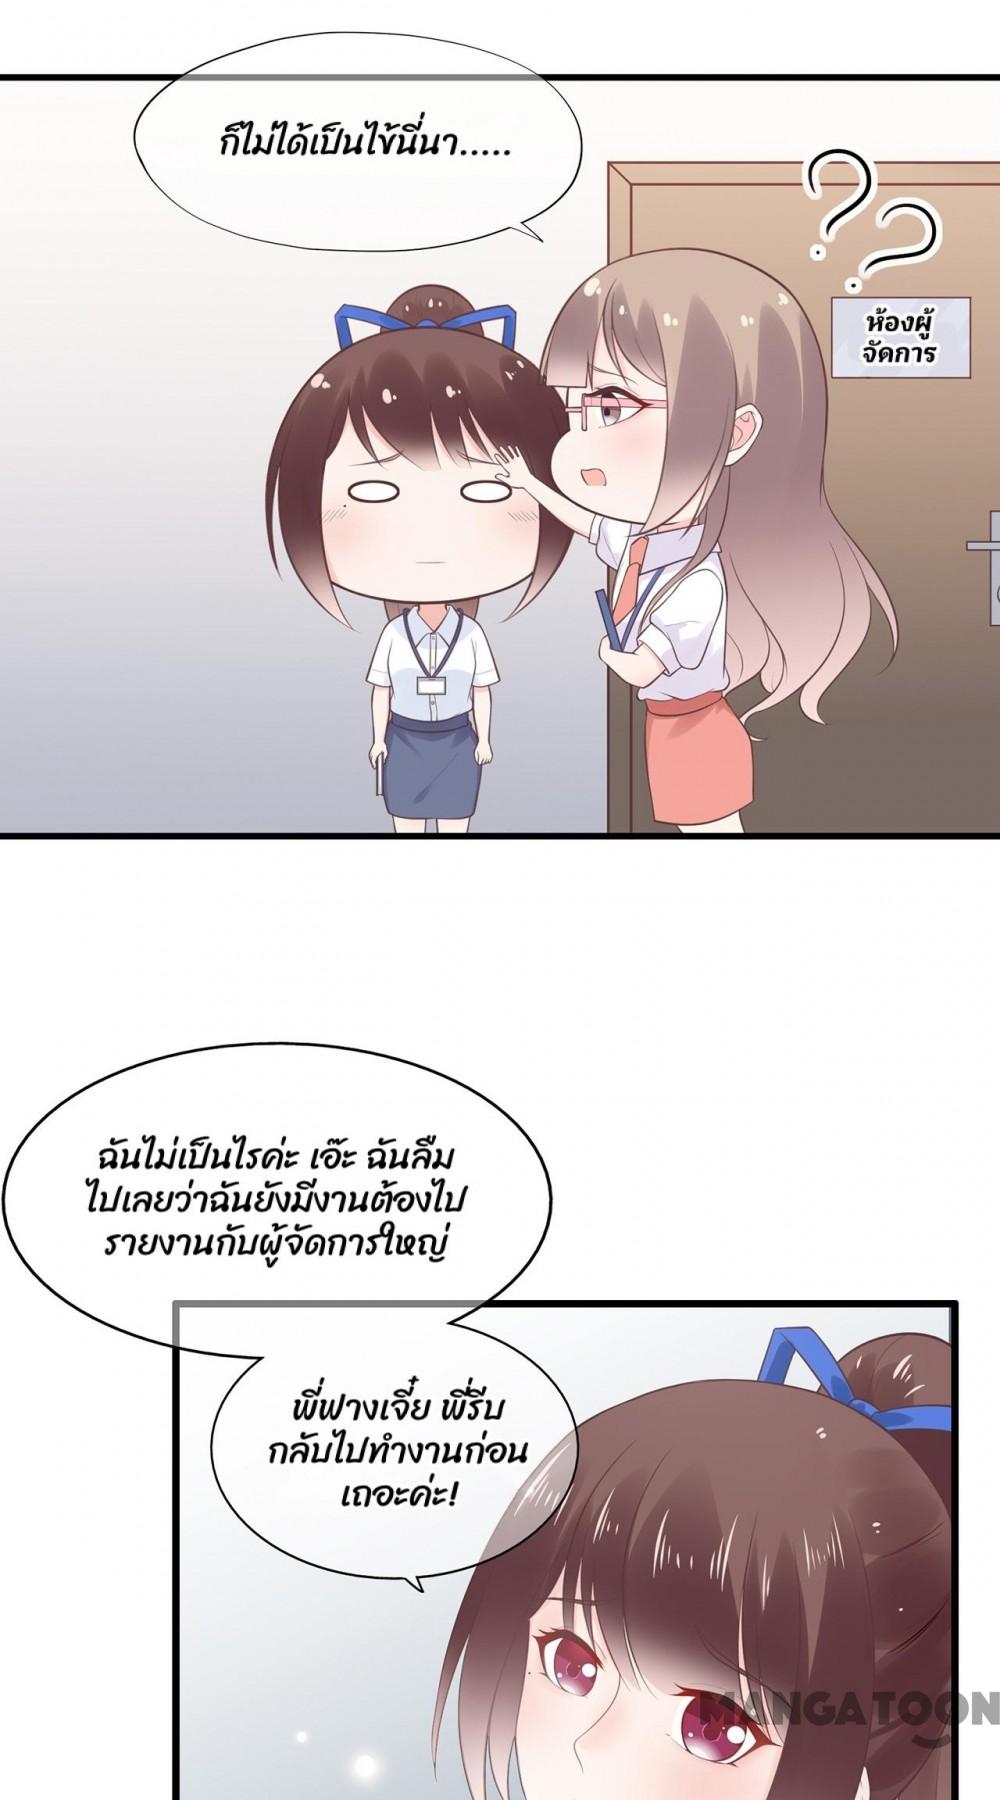 ก็ไม่ได้เป็นไข้นี่นา.....
??
ห้องผู้
จัดการ
ฉันไม่เป็นไรค่ะ เอ๊ะ ฉันลืม
ไปเลยว่าฉันยังมีงานต้องไป
รายงานกับผู้จัดการใหญ่
พี่ฟางเจี๋ย พี่รีบ
กลับไปทำงานก่อน
เถอะค่ะ!
MANGATOON